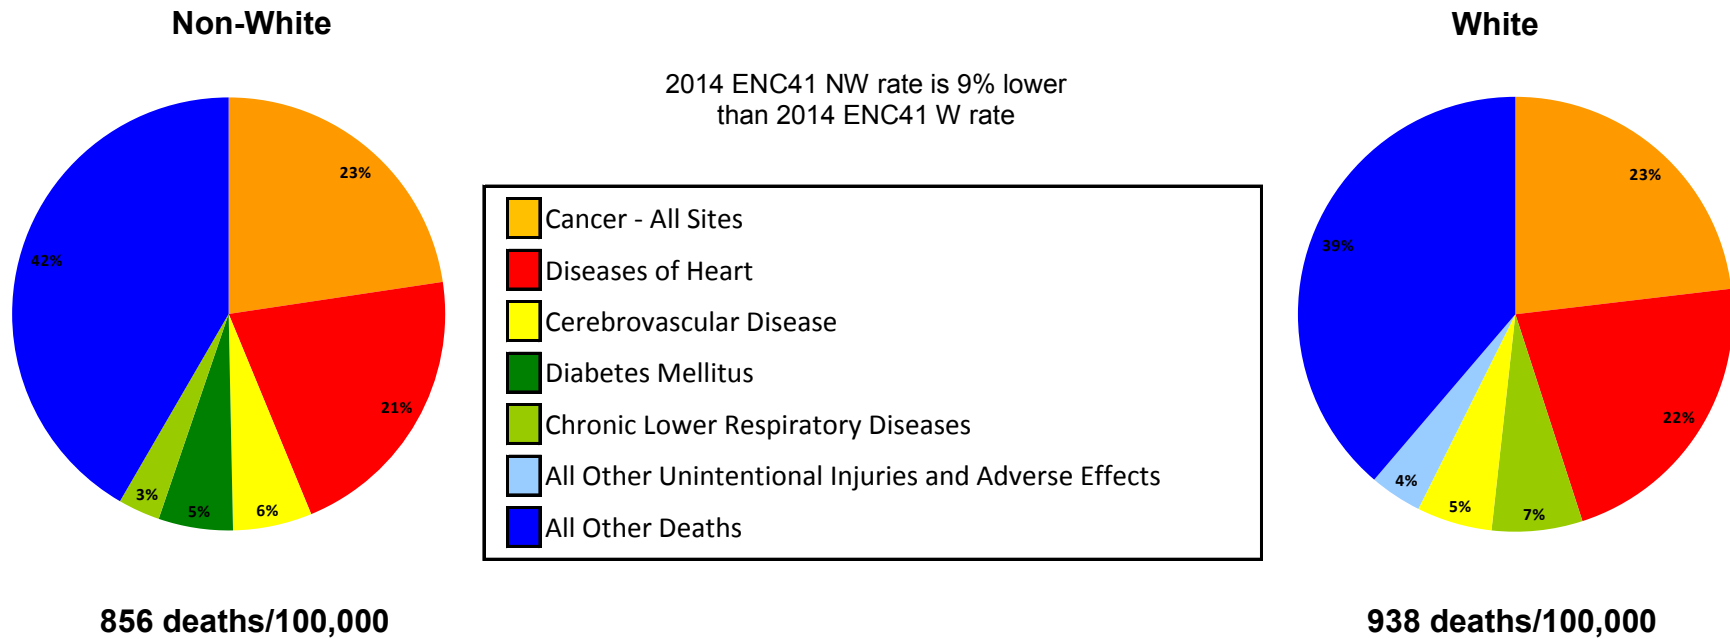 Non-White
White
2014 ENC41 NW rate is 9% lower
than 2014 ENC41 W rate
23%
21%
6%
5%
3%
42%
Cancer - All Sites
Diseases of Heart
Cerebrovascular Disease
Diabetes Mellitus
Chronic Lower Respiratory Diseases
All Other Unintentional Injuries and Adverse Effects
All Other Deaths
23%
22%
7%
5%
4%
39%
856 deaths/100,000
938 deaths/100,000